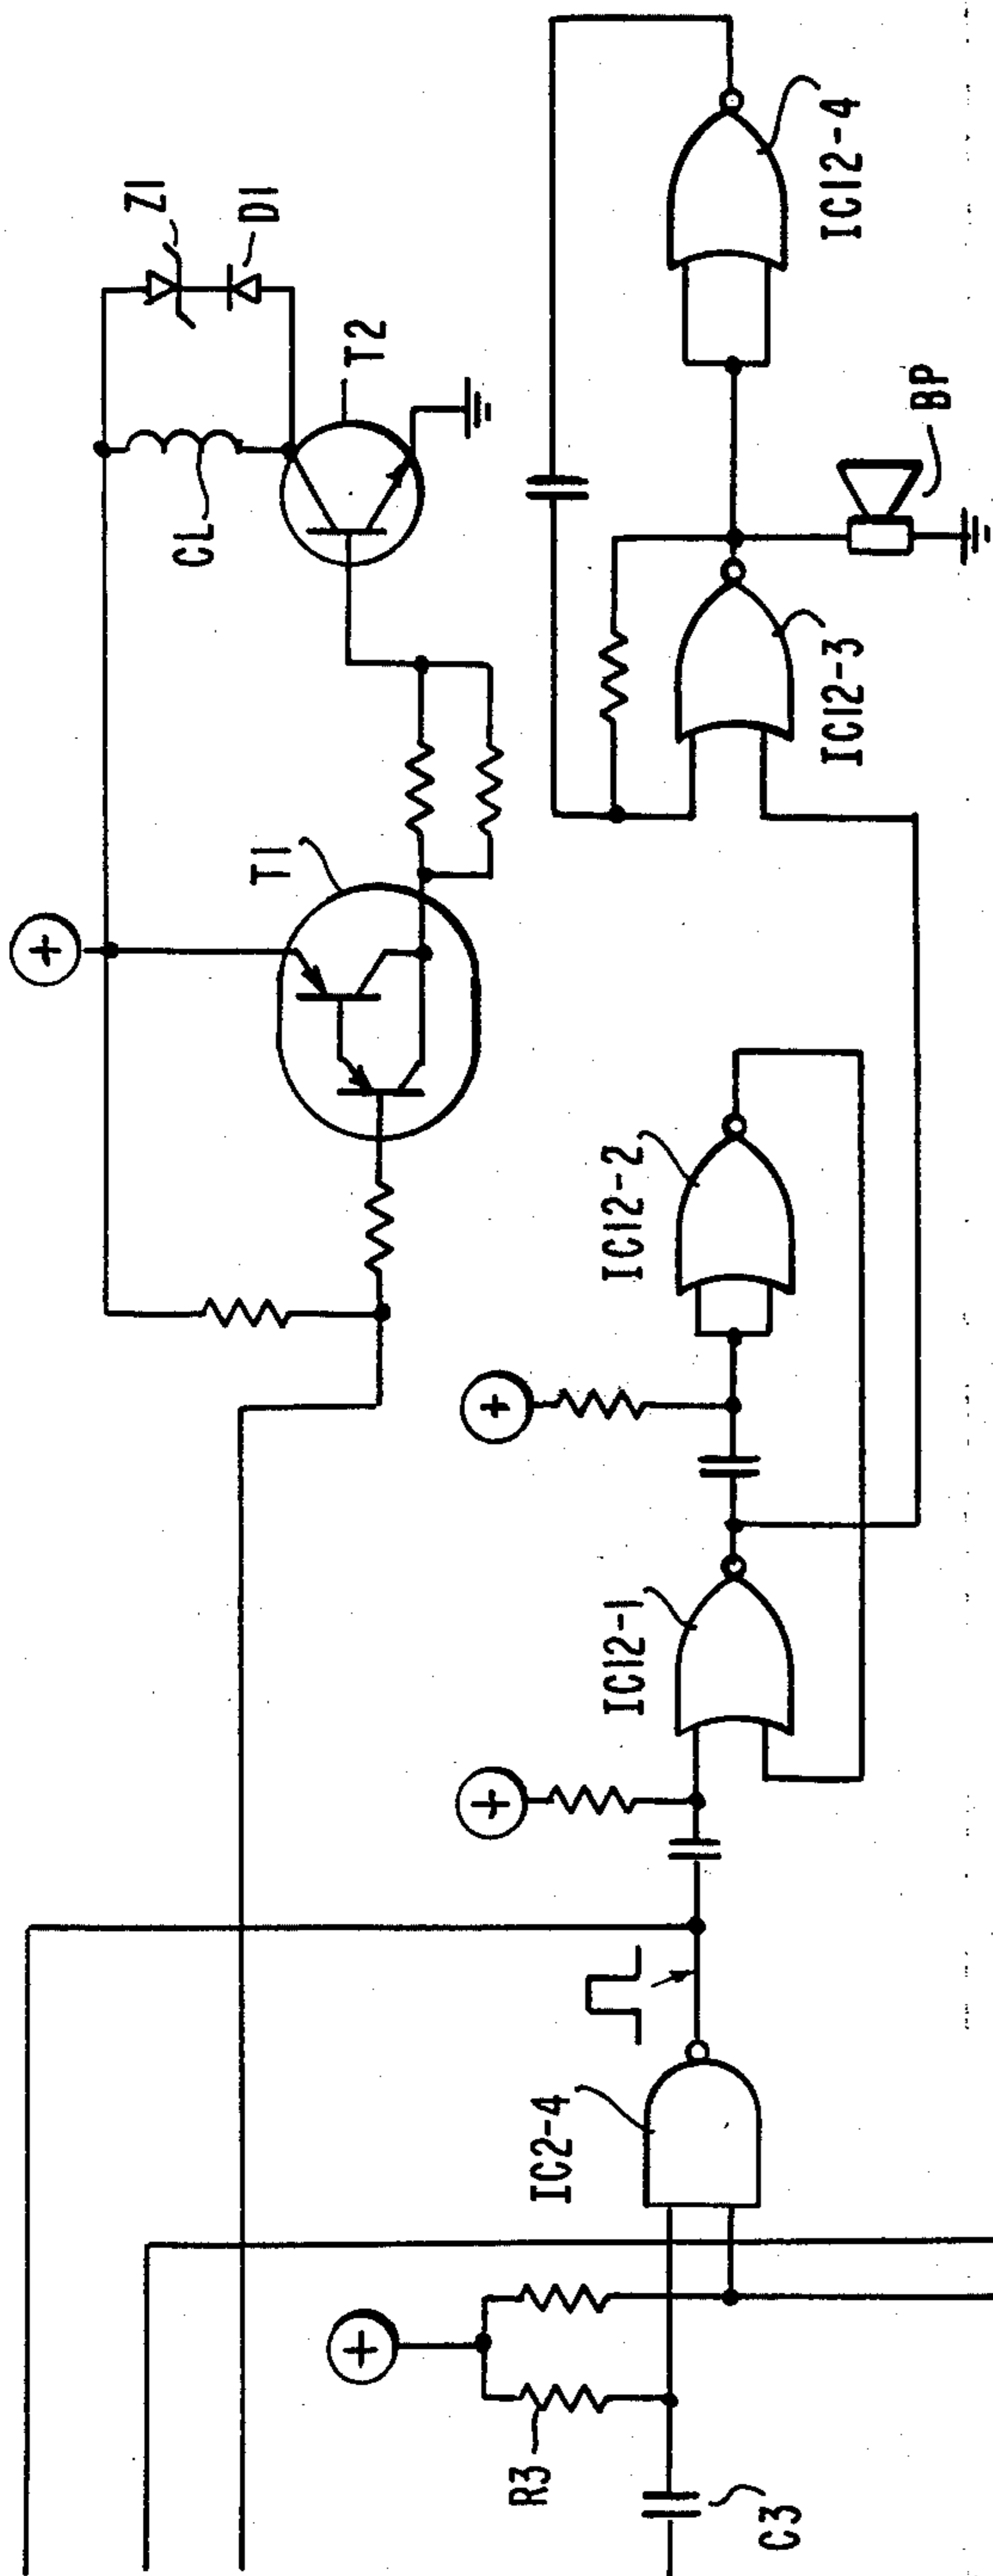 Z1
D1
T2
CL
T1
+
IC12-4
BP
IC12-3
IC12-2
+
IC12-1
+
IC2-4
+
R3
C3